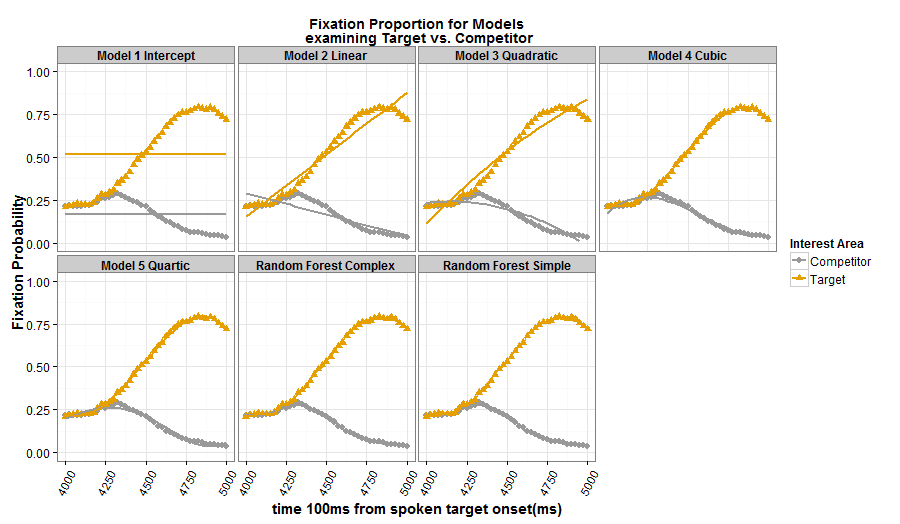 Fixation Proportion for Models
examining Target vs. Competitor
Model 1 Intercept
Model 2 Linear
Model 3 Quadratic
Model 4 Cubic
1.00
0.75
0.50
0.25
0.00
Fixation Probability
Interest Area
Competitor
Target
Model 5 Quartic
Random Forest Complex
Random Forest Simple
1.00
0.75
0.50
0.25
0.00
4000 4250 4500 4750 5000 4000 4250 4500 4750 5000 4000 4250 4500 4750 5000
time 100ms from spoken target onset(ms)